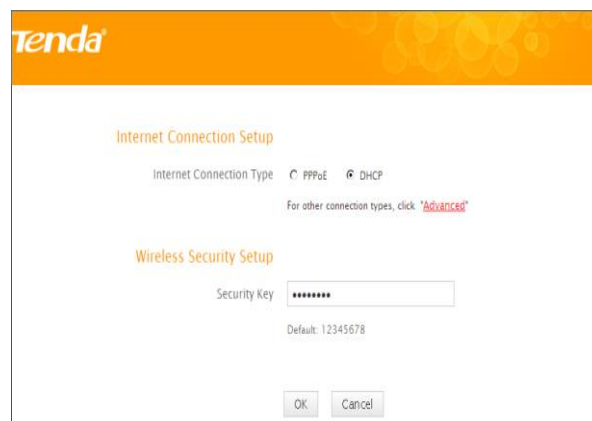 Tenda
Internet Connection Setup
Internet Connection Type PPPoE DHCP
For other connection types, click "Advanced"
Wireless Security Setup
Security Key ••••••••
Default: 12345678
OK Cancel